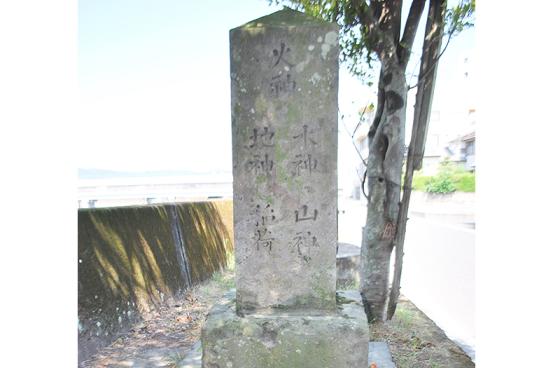 火神
水神 山神
地神 稲荷